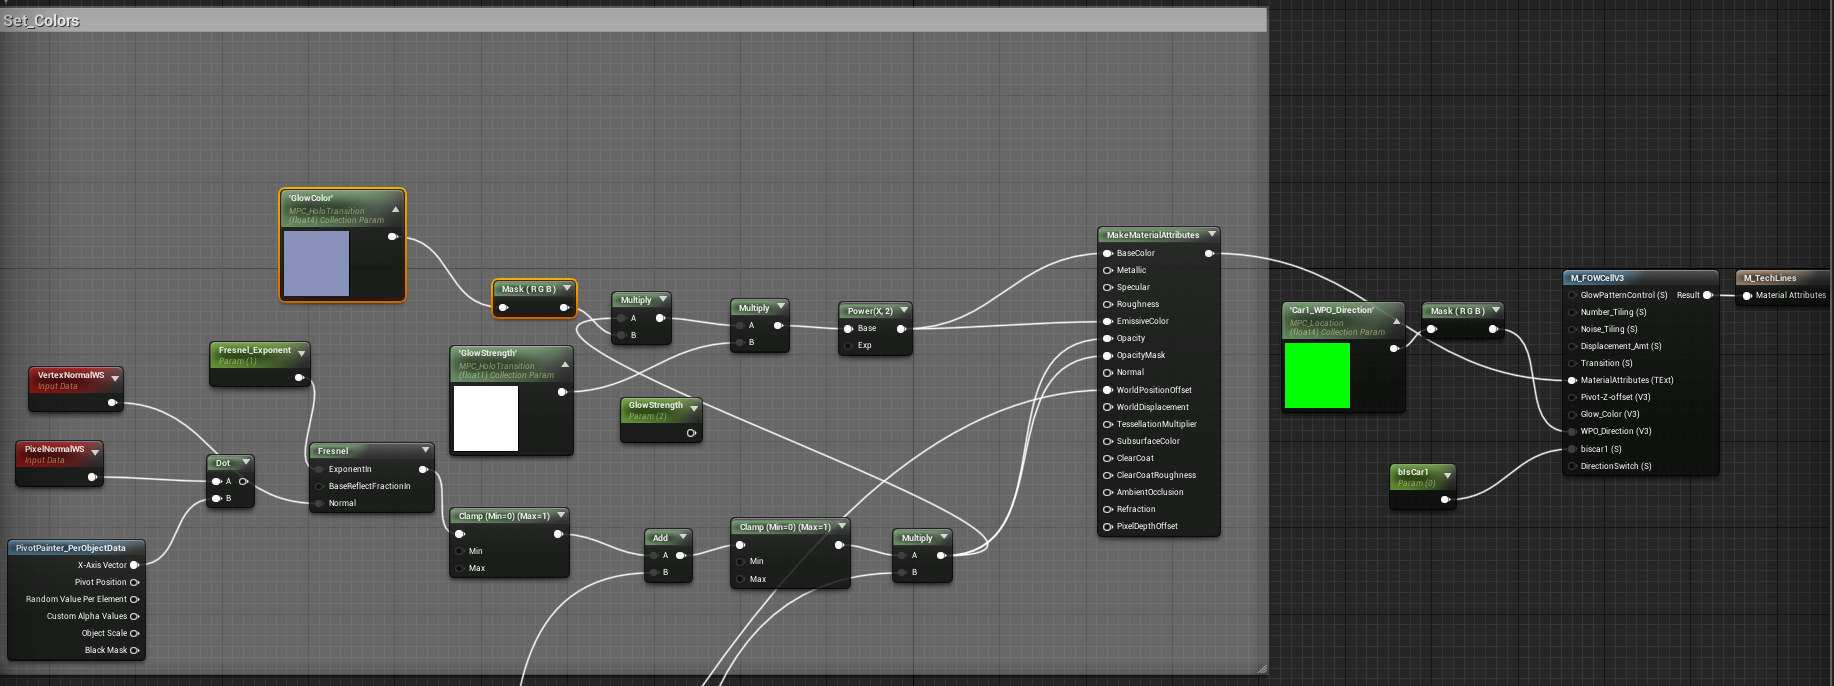 Set_Colors
'GlowColor'
MPC_HoloTransition
(float4) Collection Param
Mask ( R G B )
Multiply
A
B
Multiply
A
B
Power(X, 2)
Base
Exp
'GlowStrength'
MPC_HoloTransition
(float1) Collection Param
GlowStrength
Param (2)
Fresnel_Exponent
Param (1)
VertexNormalWS
Input Data
PixelNormalWS
Input Data
Dot
A
B
Fresnel
ExponentIn
BaseReflectFractionIn
Normal
PivotPainter_PerObjectData
X-Axis Vector
Pivot Position
Random Value Per Element
Custom Alpha Values
Object Scale
Black Mask
Clamp (Min=0) (Max=1)
Min
Max
Add
A
B
Clamp (Min=0) (Max=1)
Min
Max
Multiply
A
B
MakeMaterialAttributes
BaseColor
Metallic
Specular
Roughness
EmissiveColor
Opacity
OpacityMask
Normal
WorldPositionOffset
WorldDisplacement
TessellationMultiplier
SubsurfaceColor
ClearCoat
ClearCoatRoughness
AmbientOcclusion
Refraction
PixelDepthOffset
'Car1_WPO_Direction'
MPC_Location
(float4) Collection Param
Mask ( R G B )
bIsCar1
Param (0)
M_FOWCellV3
GlowPatternControl (S) Result
Number_Tiling (S)
Noise_Tiling (S)
Displacement_Amt (S)
Transition (S)
MaterialAttributes (TExt)
Pivot-Z-offset (V3)
Glow_Color (V3)
WPO_Direction (V3)
biscar1 (S)
DirectionSwitch (S)
M_TechLines
Material Attributes